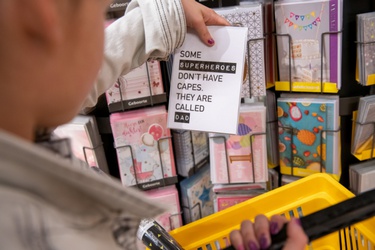 SOME
SUPERHEROES
DON'T HAVE
CAPES.
THEY ARE
CALLED
DAD